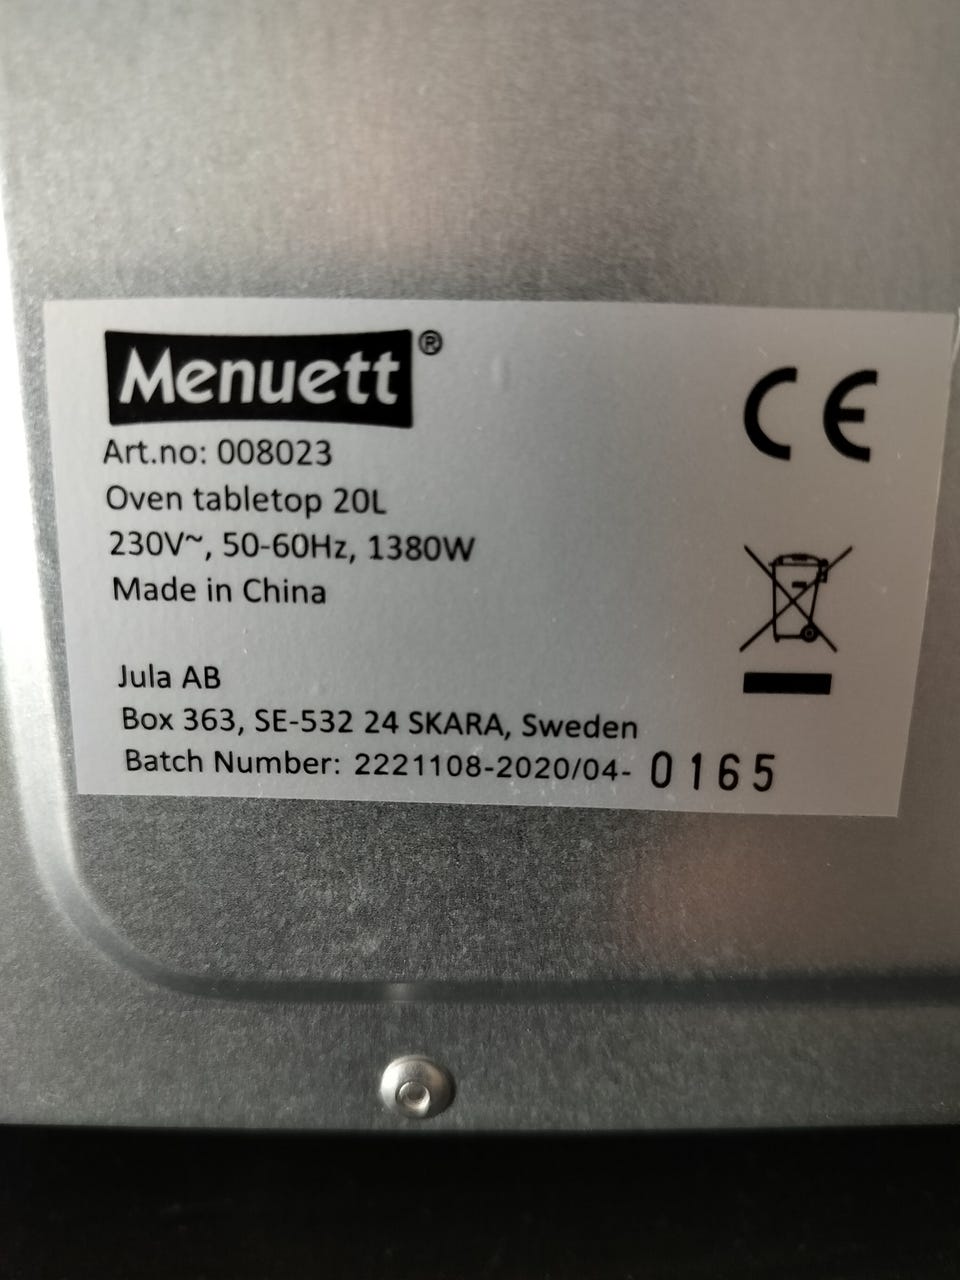 Menuett®
CE
Art.no: 008023
Oven tabletop 20L
230V~, 50-60Hz, 1380W
Made in China
Jula AB
Box 363, SE-532 24 SKARA, Sweden
Batch Number: 2221108-2020/04- 0165